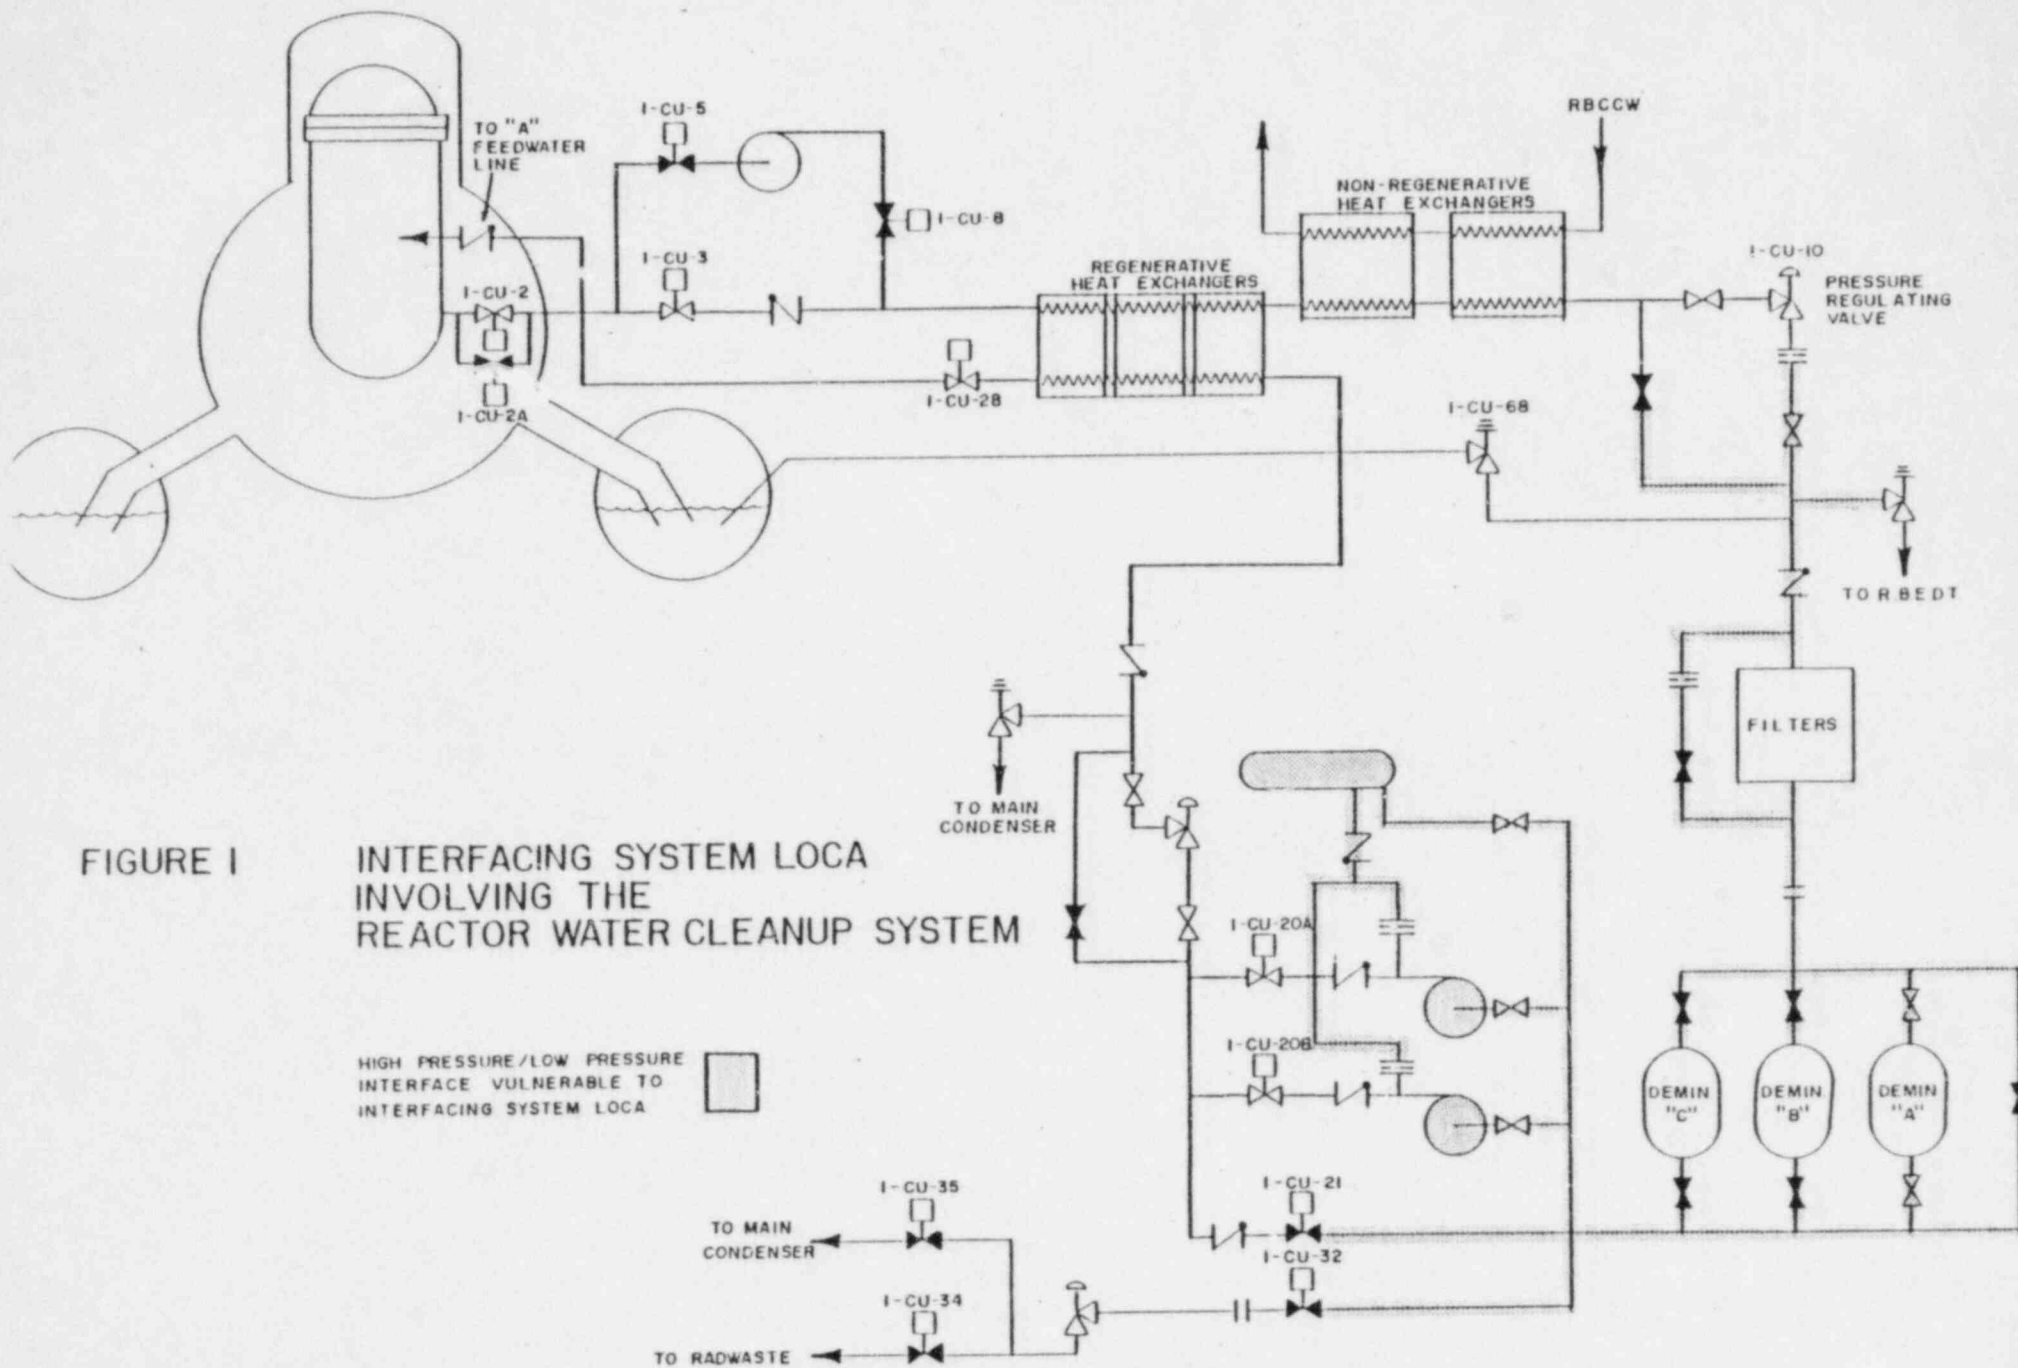 I-CU-5
RBCCW
TO "A"
FEEDWATER
LINE
NON-REGENERATIVE
HEAT EXCHANGERS
I-CU-8
I-CU-10
I-CU-3
REGENERATIVE
HEAT EXCHANGERS
PRESSURE
REGULATING
VALVE
I-CU-2
I-CU-28
I-CU-2A
I-CU-68
TO RBEDT
FILTERS
TO MAIN
CONDENSER
FIGURE I
INTERFACING SYSTEM LOCA
INVOLVING THE
REACTOR WATER CLEANUP SYSTEM
I-CU-20A
HIGH PRESSURE/LOW PRESSURE
INTERFACE VULNERABLE TO
INTERFACING SYSTEM LOCA
I-CU-20B
DEMIN
"C"
DEMIN
"B"
DEMIN
"A"
I-CU-35
I-CU-21
TO MAIN
CONDENSER
I-CU-32
I-CU-34
TO RADWASTE